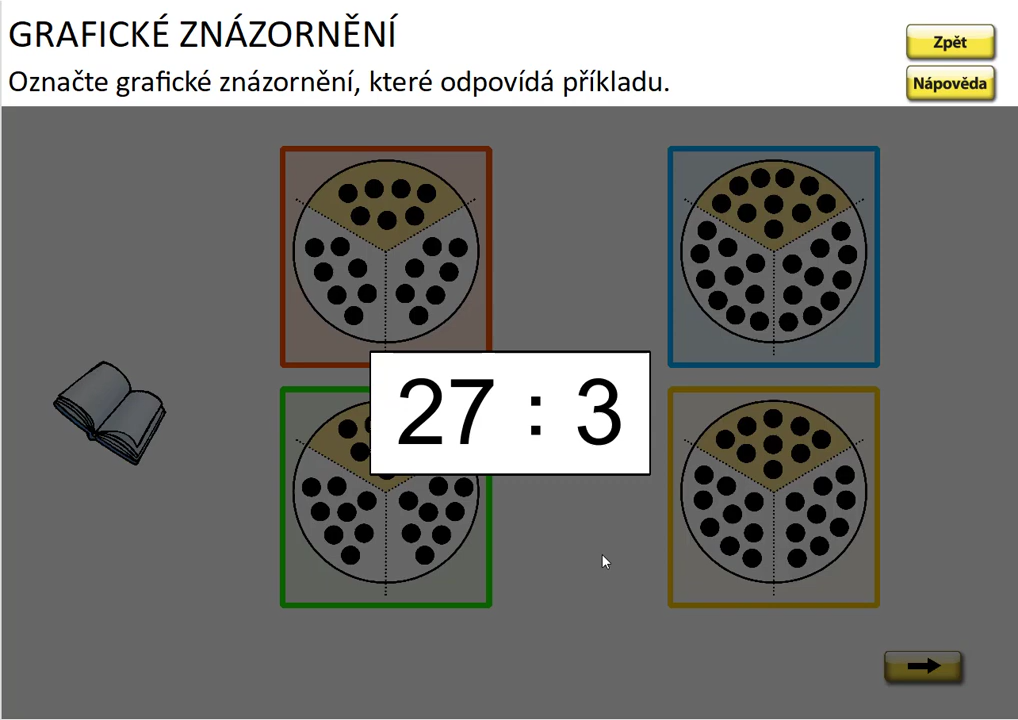 GRAFICKÉ ZNÁZORNĚNÍ
Označte grafické znázornění, které odpovídá příkladu.
Zpět
Nápověda
27 : 3